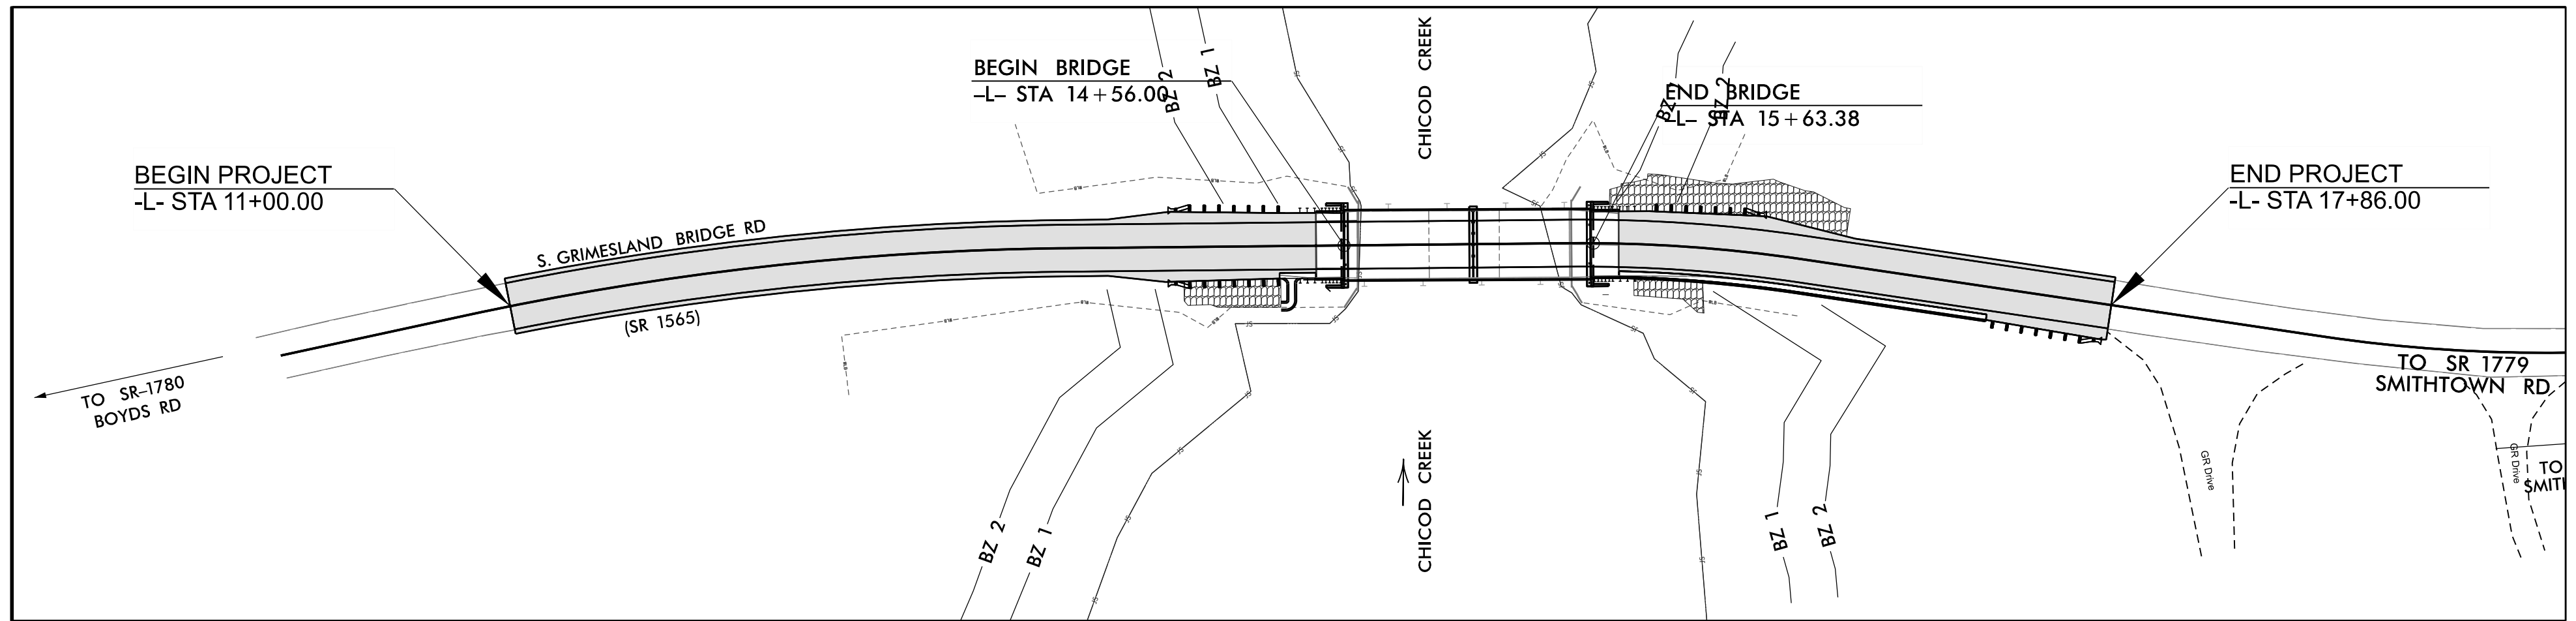 BEGIN PROJECT
-L- STA 11+00.00
BEGIN BRIDGE
-L- STA 14+56.00
BZ 2
BZ 1
CHICOD CREEK
END BRIDGE
-L- STA 15+63.38
BZ
BZ 2
END PROJECT
-L- STA 17+86.00
S. GRIMESLAND BRIDGE RD
(SR 1565)
TO SR-1780
BOYDS RD
TO SR 1779
SMITHTOWN RD
BZ 2
BZ 1
CHICOD CREEK
BZ 1
BZ 2
GR Drive
GR Drive
TO
SMIT